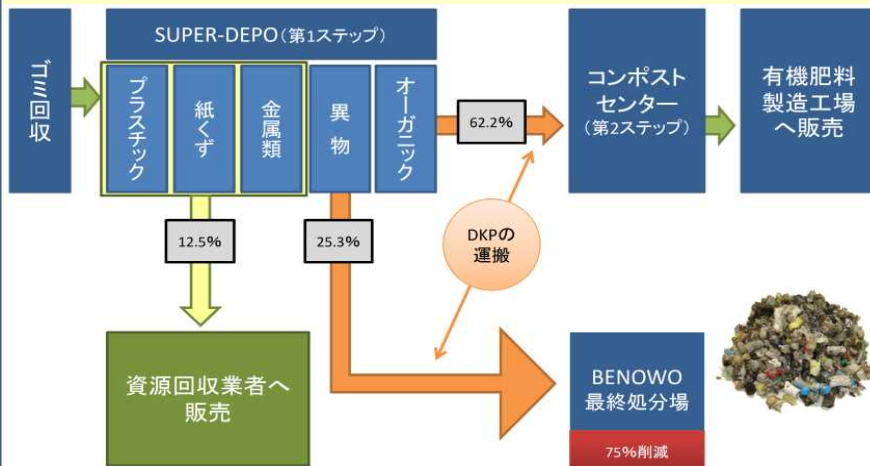 SUPER-DEPO(第1ステップ)
ゴミ回収
プラスチック
紙くず
金属類
異物
オーガニック
62.2%
コンポスト
センター
(第2ステップ)
有機肥料
製造工場
へ販売
12.5%
25.3%
DKPの
運搬
資源回収業者へ
販売
BENOWO
最終処分場
75%削減